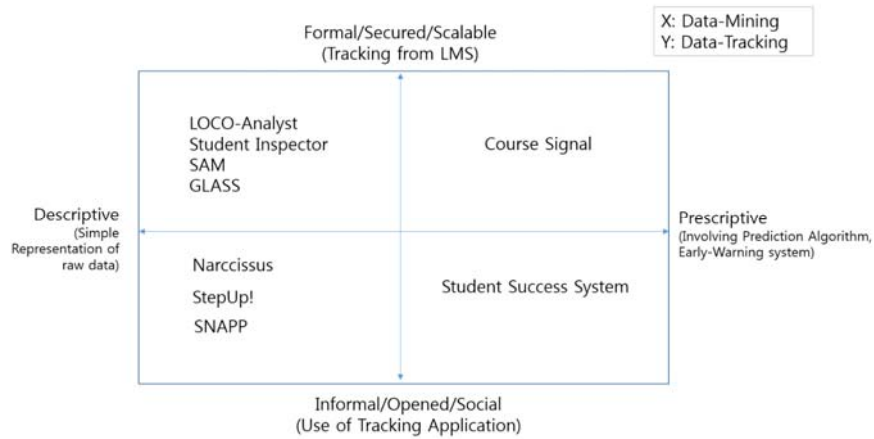 Formal/Secured/Scalable
(Tracking from LMS)
X: Data-Mining
Y: Data-Tracking
LOCO-Analyst
Student Inspector
SAM
GLASS
Course Signal
Descriptive
(Simple
Representation of
raw data)
Prescriptive
(Involving Prediction Algorithm,
Early-Warning system)
Narccissus
StepUp!
SNAPP
Student Success System
Informal/Opened/Social
(Use of Tracking Application)